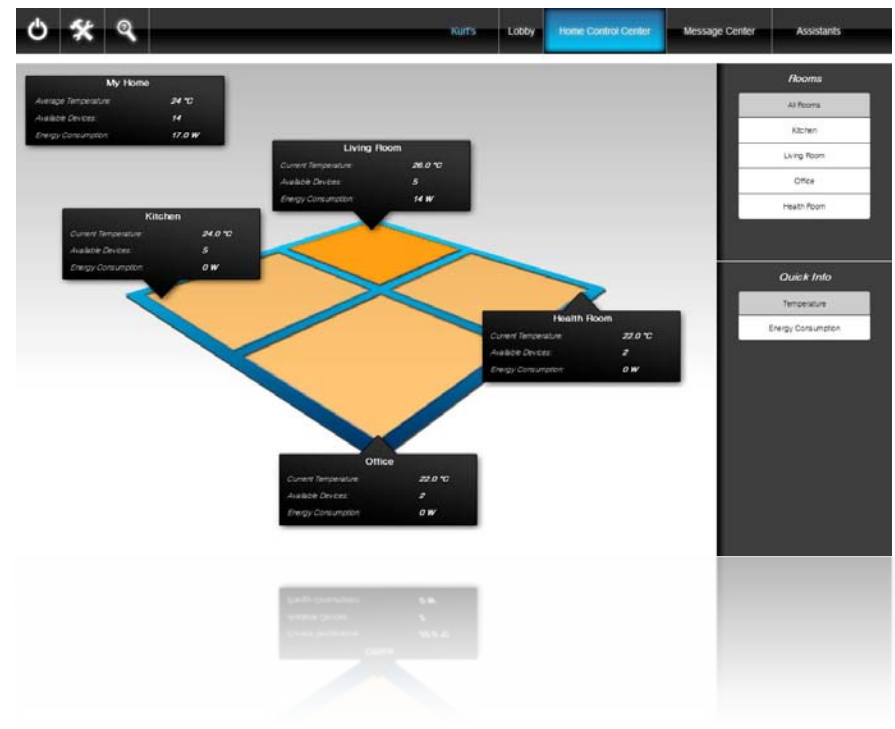 Kurt's Lobby Home Control Center Message Center Assistants
My Home
Average Temperature: 24 °C
Available Devices: 14
Energy Consumption: 17.0 W
Living Room
Current Temperature: 26.0 °C
Available Devices: 5
Energy Consumption: 14 W
Kitchen
Current Temperature: 24.0 °C
Available Devices: 5
Energy Consumption: 0 W
Health Room
Current Temperature: 22.0 °C
Available Devices: 2
Energy Consumption: 0 W
Office
Current Temperature: 22.0 °C
Available Devices: 2
Energy Consumption: 0 W
Rooms
All Rooms
Kitchen
Living Room
Office
Health Room
Quick Info
Temperature
Energy Consumption